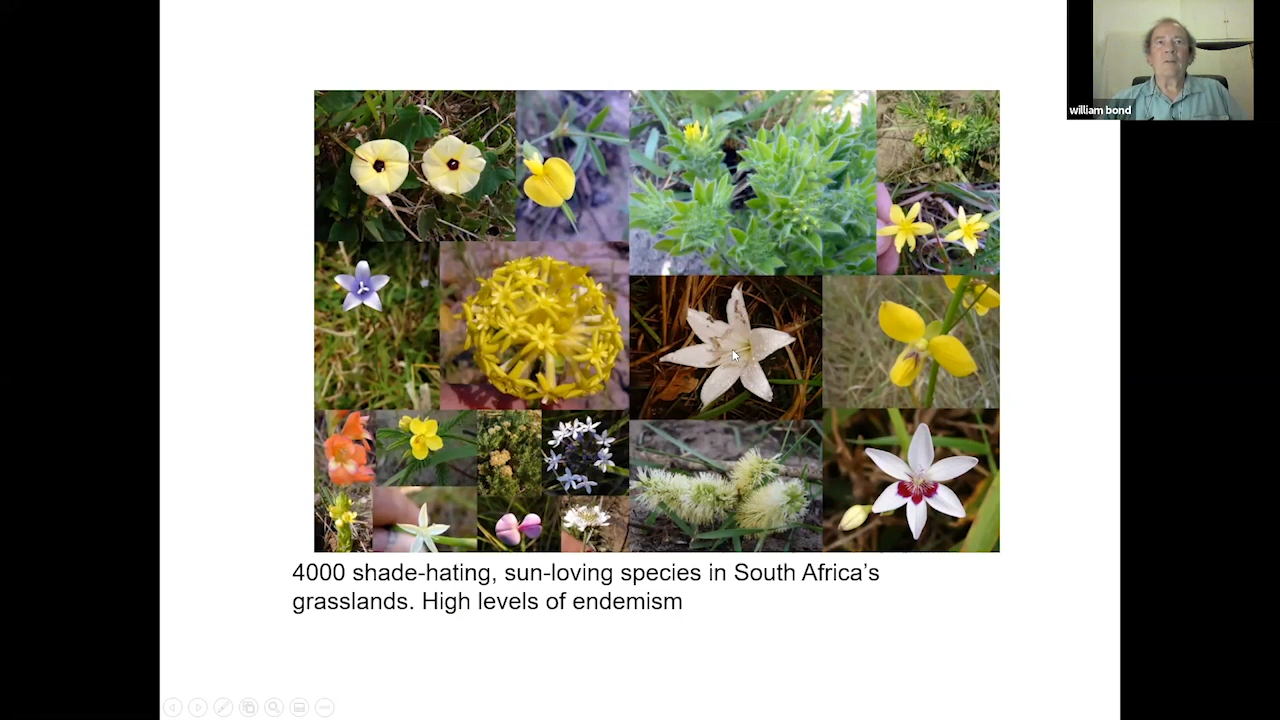 william bond
4000 shade-hating, sun-loving species in South Africa’s
grasslands. High levels of endemism